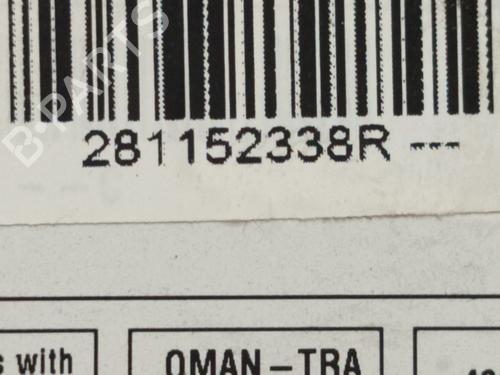 B-PARTS
281152338R ---
s with
OMAN-TRA